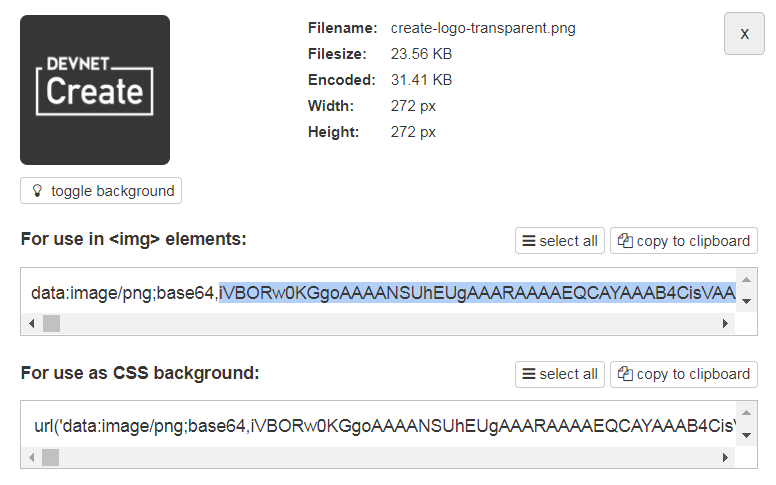 DEVNET
Create
Filename: create-logo-transparent.png
Filesize: 23.56 KB
Encoded: 31.41 KB
Width: 272 px
Height: 272 px
x
toggle background
For use in <img> elements:
select all
copy to clipboard
data:image/png;base64,iVBORw0KGgoAAAANSUhEUgAAARAAAAEQCAYAAAB4CisVAA
For use as CSS background:
select all
copy to clipboard
url('data:image/png;base64,iVBORw0KGgoAAAANSUhEUgAAARAAAAEQCAYAAAB4CisV